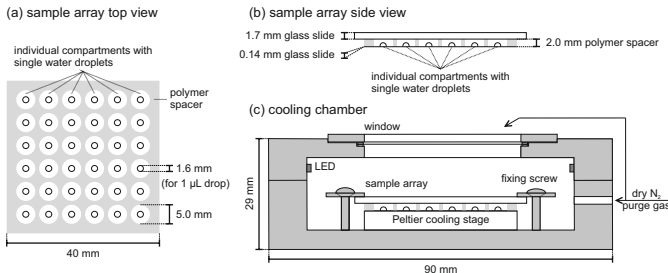 (a) sample array top view
individual compartments with
single water droplets
polymer
spacer
1.6 mm
(for 1 µL drop)
5.0 mm
40 mm
(b) sample array side view
1.7 mm glass slide
2.0 mm polymer spacer
0.14 mm glass slide
individual compartments with
single water droplets
(c) cooling chamber
window
LED
sample array
fixing screw
dry N₂
purge gas
Peltier cooling stage
29 mm
90 mm